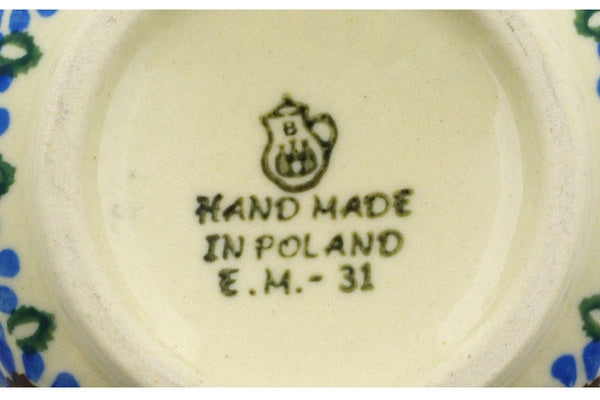 B
HAND MADE
IN POLAND
E.M.- 31